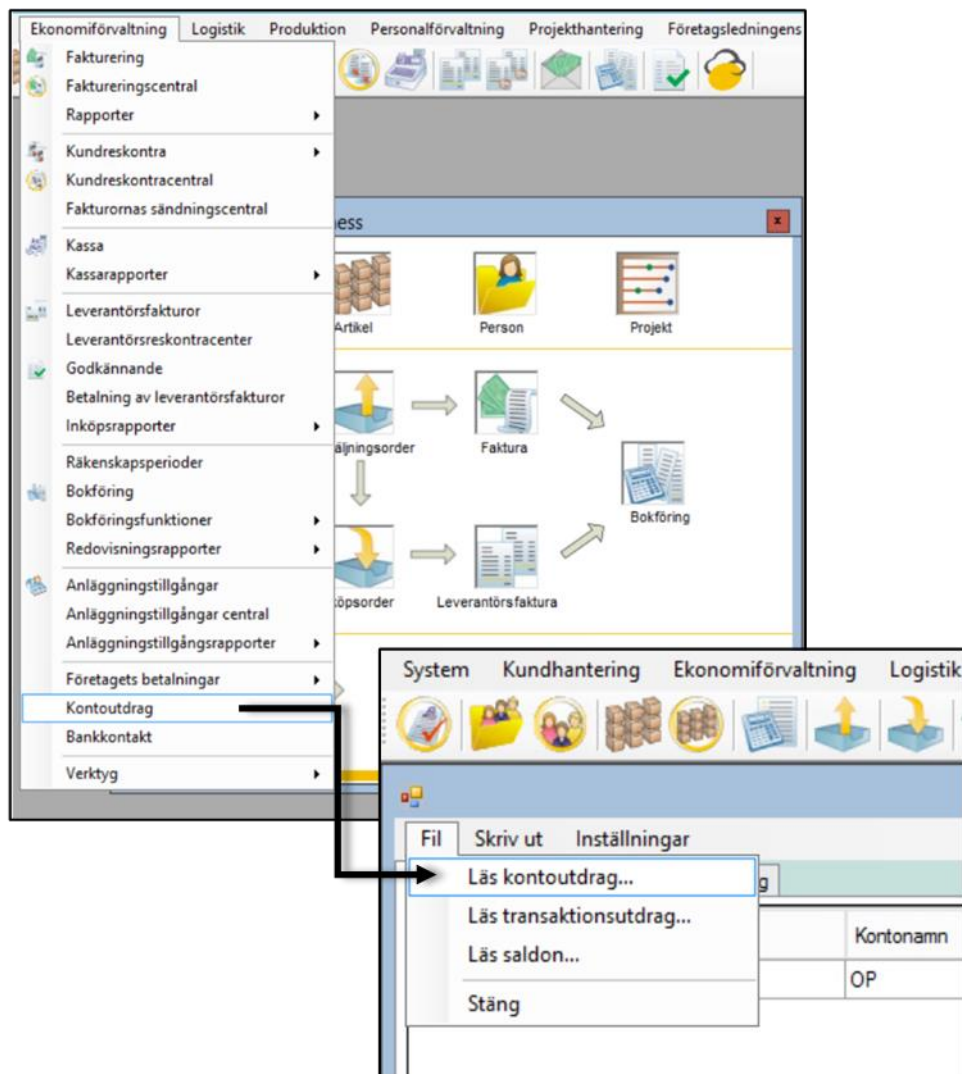 Ekonomiförvaltning Logistik Produktion Personalförvaltning Projekthantering Företagsledningens
Fakturering
Faktureringscentral
Rapporter
Kundreskontra
Kundreskontracentral
Fakturornas sändningscentral
Kassa
Kassarapporter
Leverantörsfakturor
Leverantörsreskontracenter
Godkännande
Betalning av leverantörsfakturor
Inköpsrapporter
Räkenskapsperioder
Bokföring
Bokföringsfunktioner
Redovisningsrapporter
Anläggningstillgångar
Anläggningstillgångar central
Anläggningstillgångsrapporter
Företagets betalningar
Kontoutdrag
Bankkontakt
Verktyg
ness
Artikel Person Projekt
äljningsorder Faktura
Bokföring
köpsorder Leverantörsfaktura
System Kundhantering Ekonomiförvaltning Logistik
Fil Skriv ut Inställningar
Läs kontoutdrag...
g
Läs transaktionsutdrag...
Läs saldon...
Stäng
Kontonamn
OP